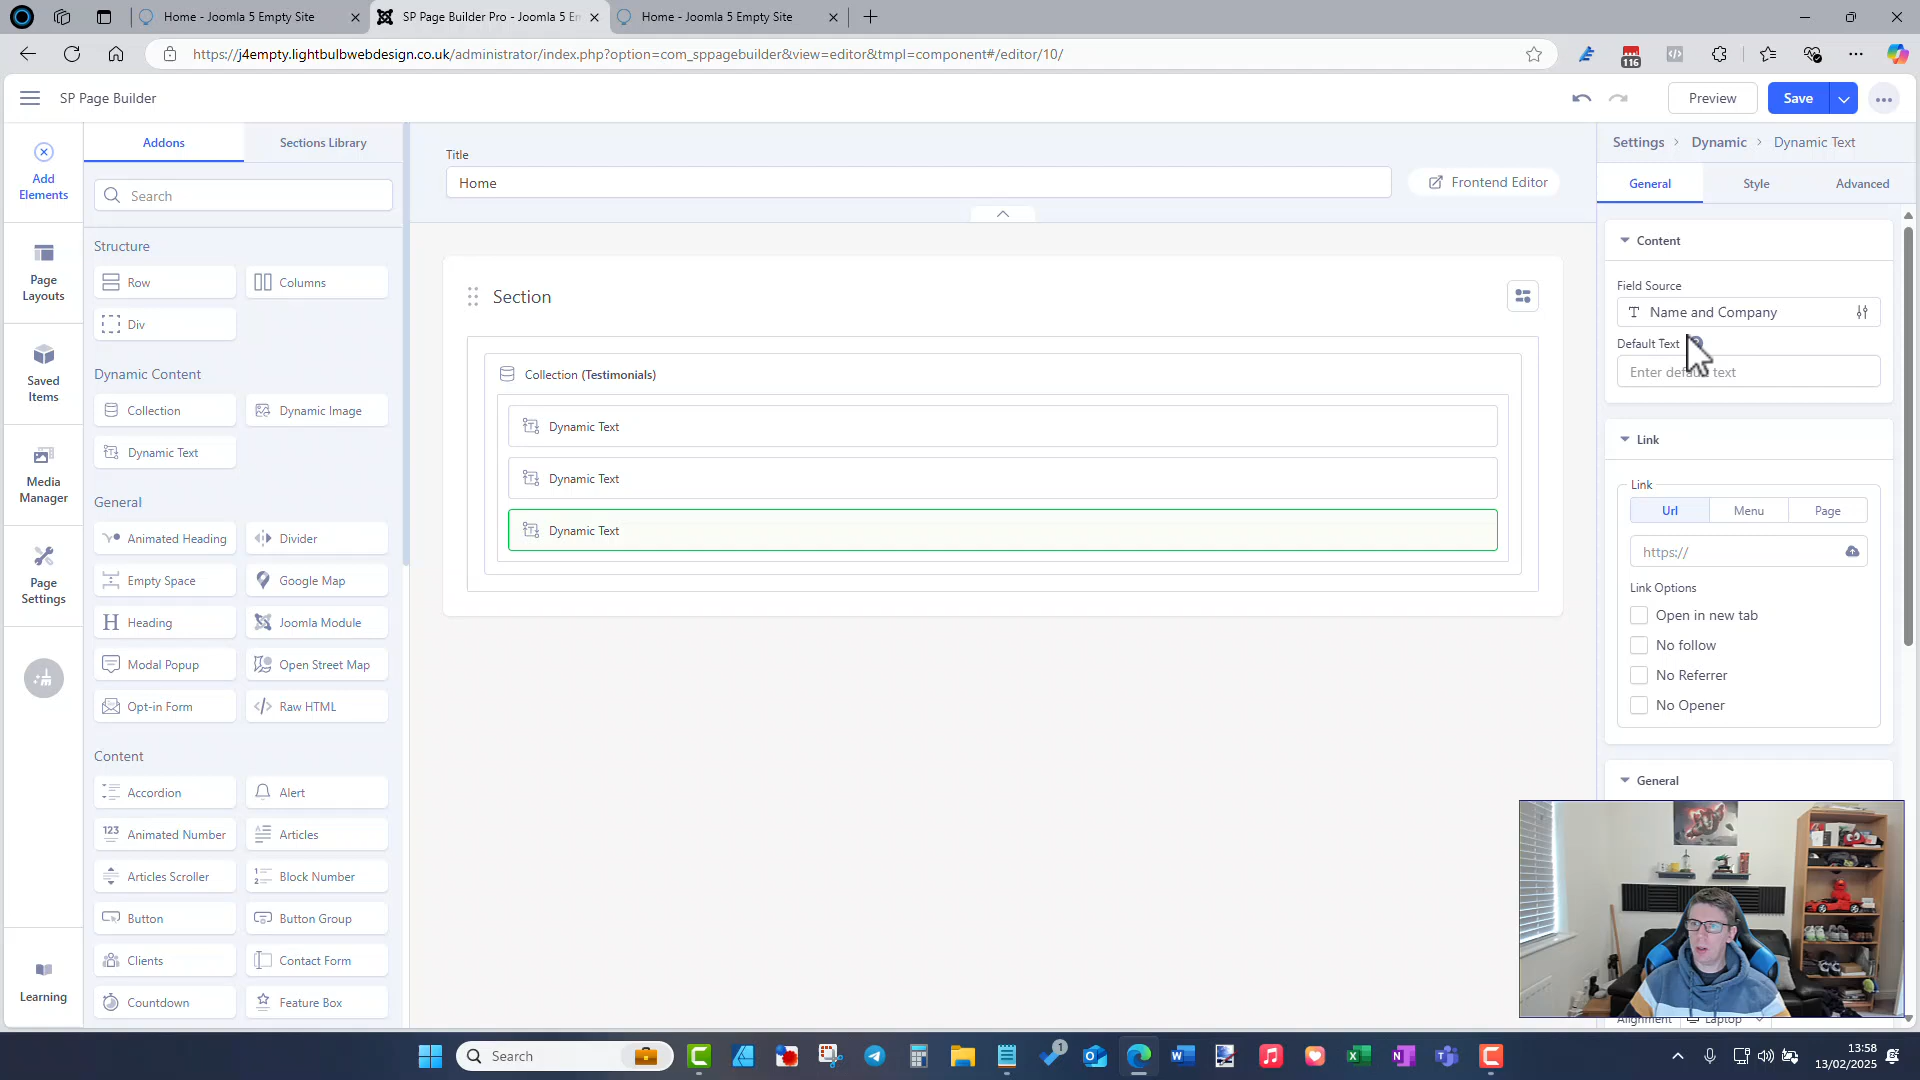 Home - Joomla 5 Empty Site
SP Page Builder Pro - Joomla 5 En
Home - Joomla 5 Empty Site
https://j4empty.lightbulbwebdesign.co.uk/administrator/index.php?option=com_sppagebuilder&view=editor&tmpl=component#/editor/10/
116
SP Page Builder
Preview
Save
Add
Elements
Page
Layouts
Saved
Items
Media
Manager
Page
Settings
Learning
Addons
Sections Library
Search
Structure
Row
Columns
Div
Dynamic Content
Collection
Dynamic Image
Dynamic Text
General
Animated Heading
Divider
Empty Space
Google Map
Heading
Joomla Module
Modal Popup
Open Street Map
Opt-in Form
Raw HTML
Content
Accordion
Alert
Animated Number
Articles
Articles Scroller
Block Number
Button
Button Group
Clients
Contact Form
Countdown
Feature Box
Title
Home
Frontend Editor
Section
Collection (Testimonials)
Dynamic Text
Dynamic Text
Dynamic Text
Settings > Dynamic > Dynamic Text
General
Style
Advanced
Content
Field Source
Name and Company
Default Text
Enter default text
Link
Link
Url
Menu
Page
https://
Link Options
Open in new tab
No follow
No Referrer
No Opener
General
Alignment
Laptop
Search
1
13:58
13/02/2025